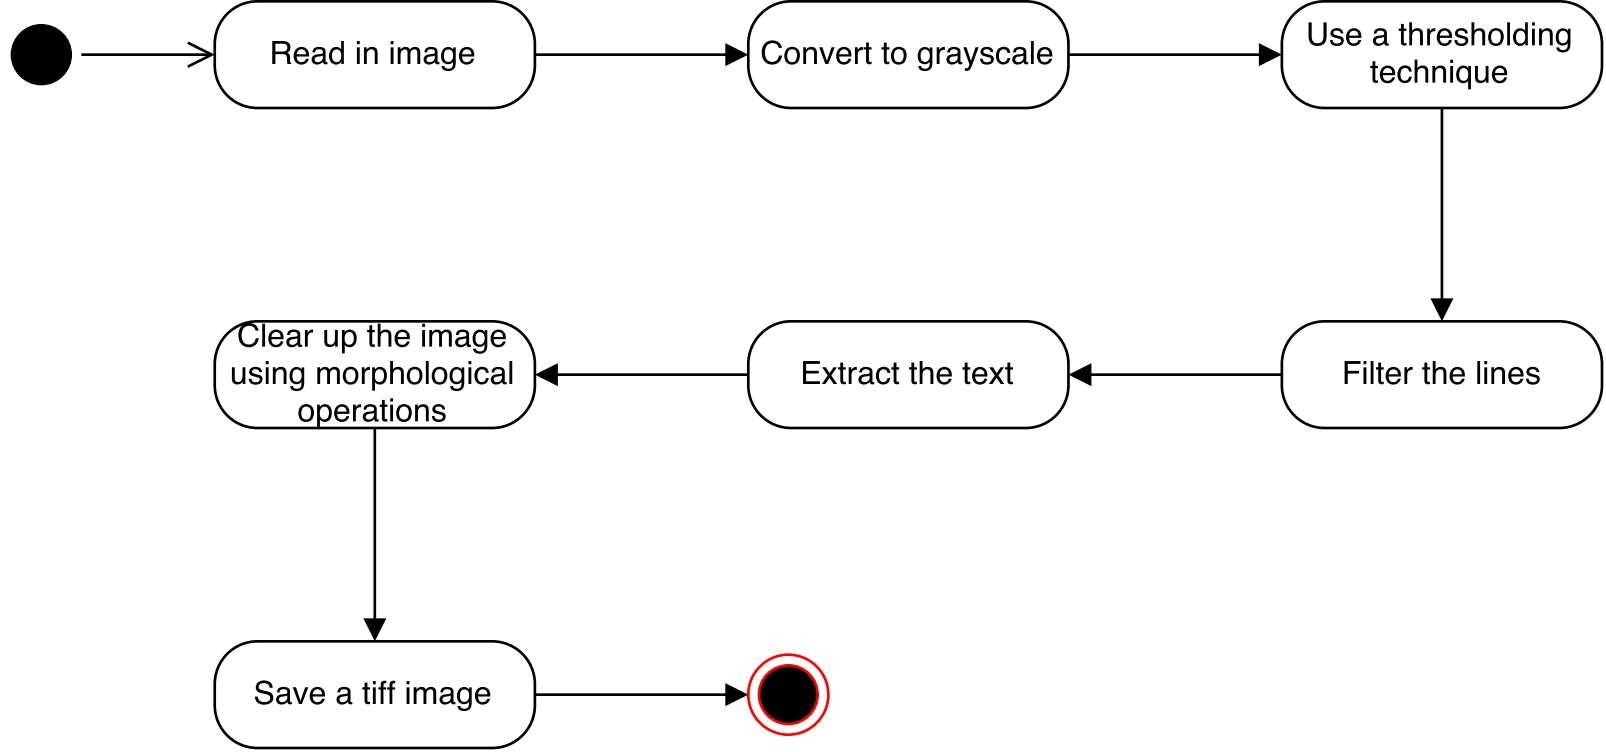 Read in image
Convert to grayscale
Use a thresholding
technique
Filter the lines
Extract the text
Clear up the image
using morphological
operations
Save a tiff image